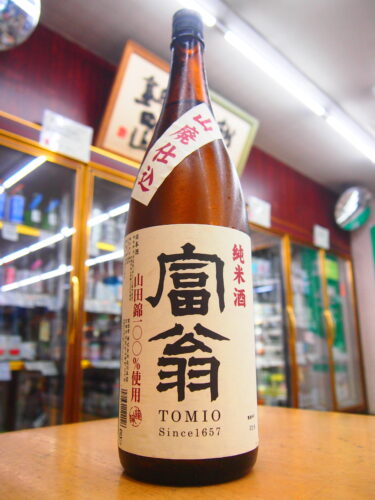 山廃仕込
純米酒
富翁
山田錦一〇〇%使用
TOMIO
Since1657